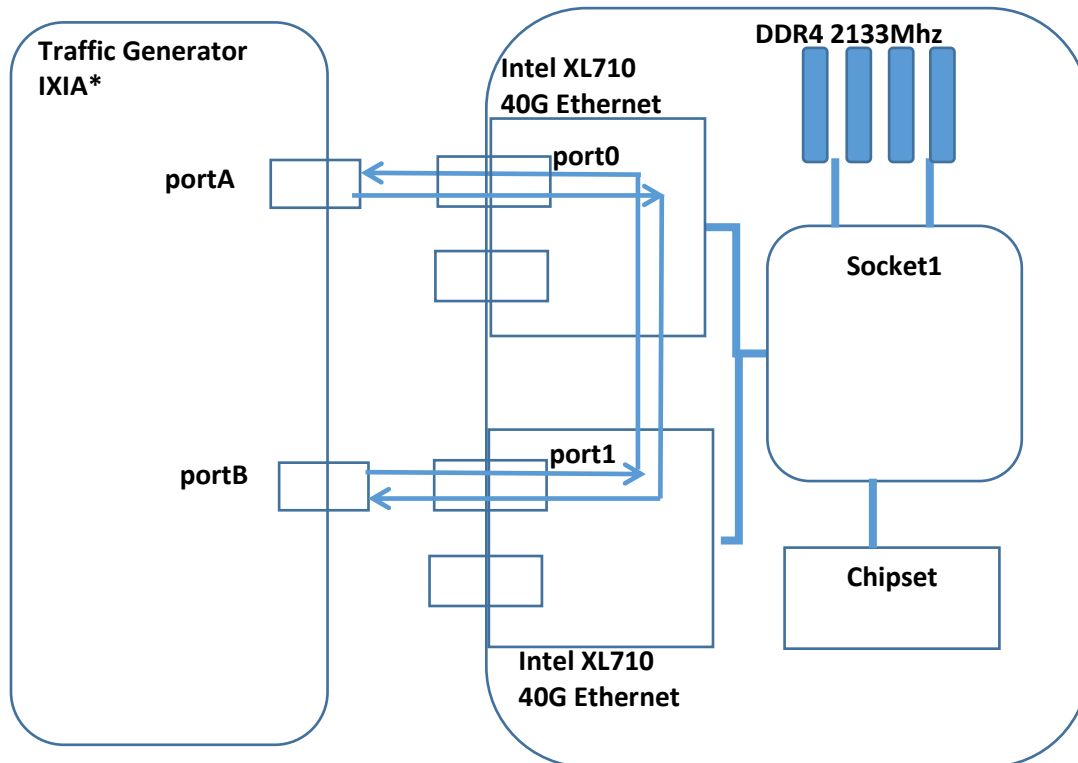 Traffic Generator
IXIA*
portA
portB
Intel XL710
40G Ethernet
port0
port1
Intel XL710
40G Ethernet
DDR4 2133Mhz
Socket1
Chipset